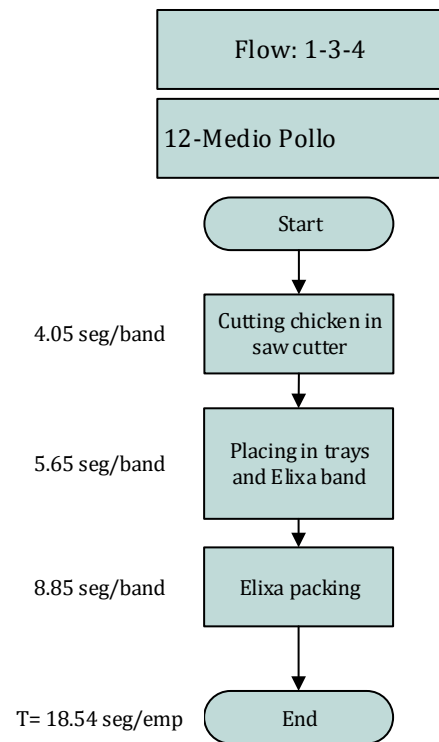 Flow: 1-3-4
12-Medio Pollo
Start
4.05 seg/band
Cutting chicken in
saw cutter
5.65 seg/band
Placing in trays
and Elixa band
8.85 seg/band
Elixa packing
T= 18.54 seg/emp
End